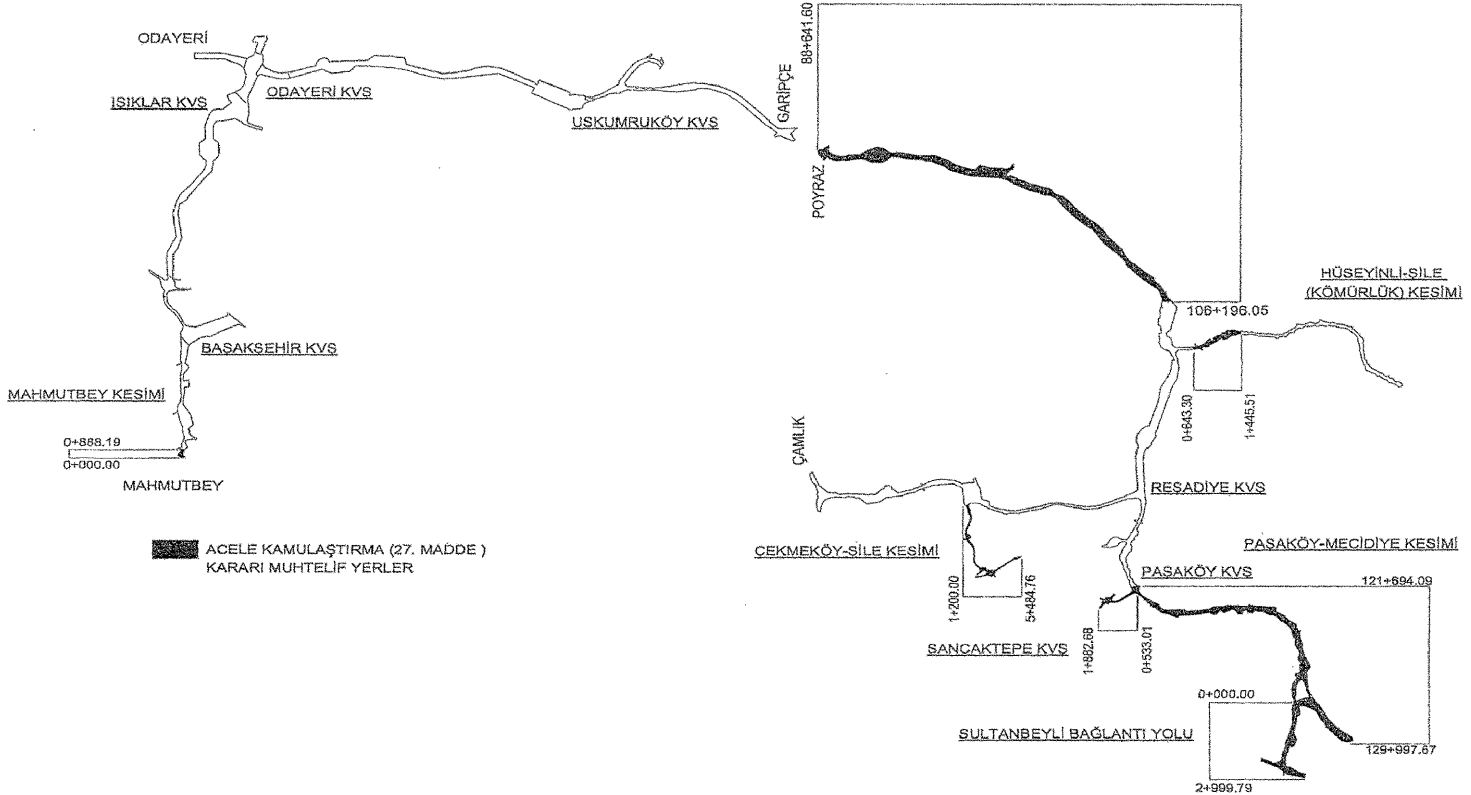 ODAYERİ
ISIKLAR KVS
ODAYERİ KVS
USKUMRUKÖY KVS
GARİPÇE
88+641.60
POYRAZ
106+196.05
HÜSEYİNLİ-ŞİLE
(KÖMÜRLÜK) KESİMİ
0+643.30
1+445.51
BAŞAKŞEHİR KVS
MAHMUTBEY KESİMİ
0+888.19
0+000.00
MAHMUTBEY
ACELE KAMULAŞTIRMA (27. MADDE )
KARARI MUHTELİF YERLER
ÇAMLIK
REŞADİYE KVS
ÇEKMEKÖY-ŞİLE KESİMİ
1+200.00
5+484.76
PAŞAKÖY-MECİDİYE KESİMİ
PAŞAKÖY KVS
121+694.09
SANCAKTEPE KVS
1+882.68
0+533.01
0+000.00
SULTANBEYLİ BAĞLANTI YOLU
129+997.67
2+999.79